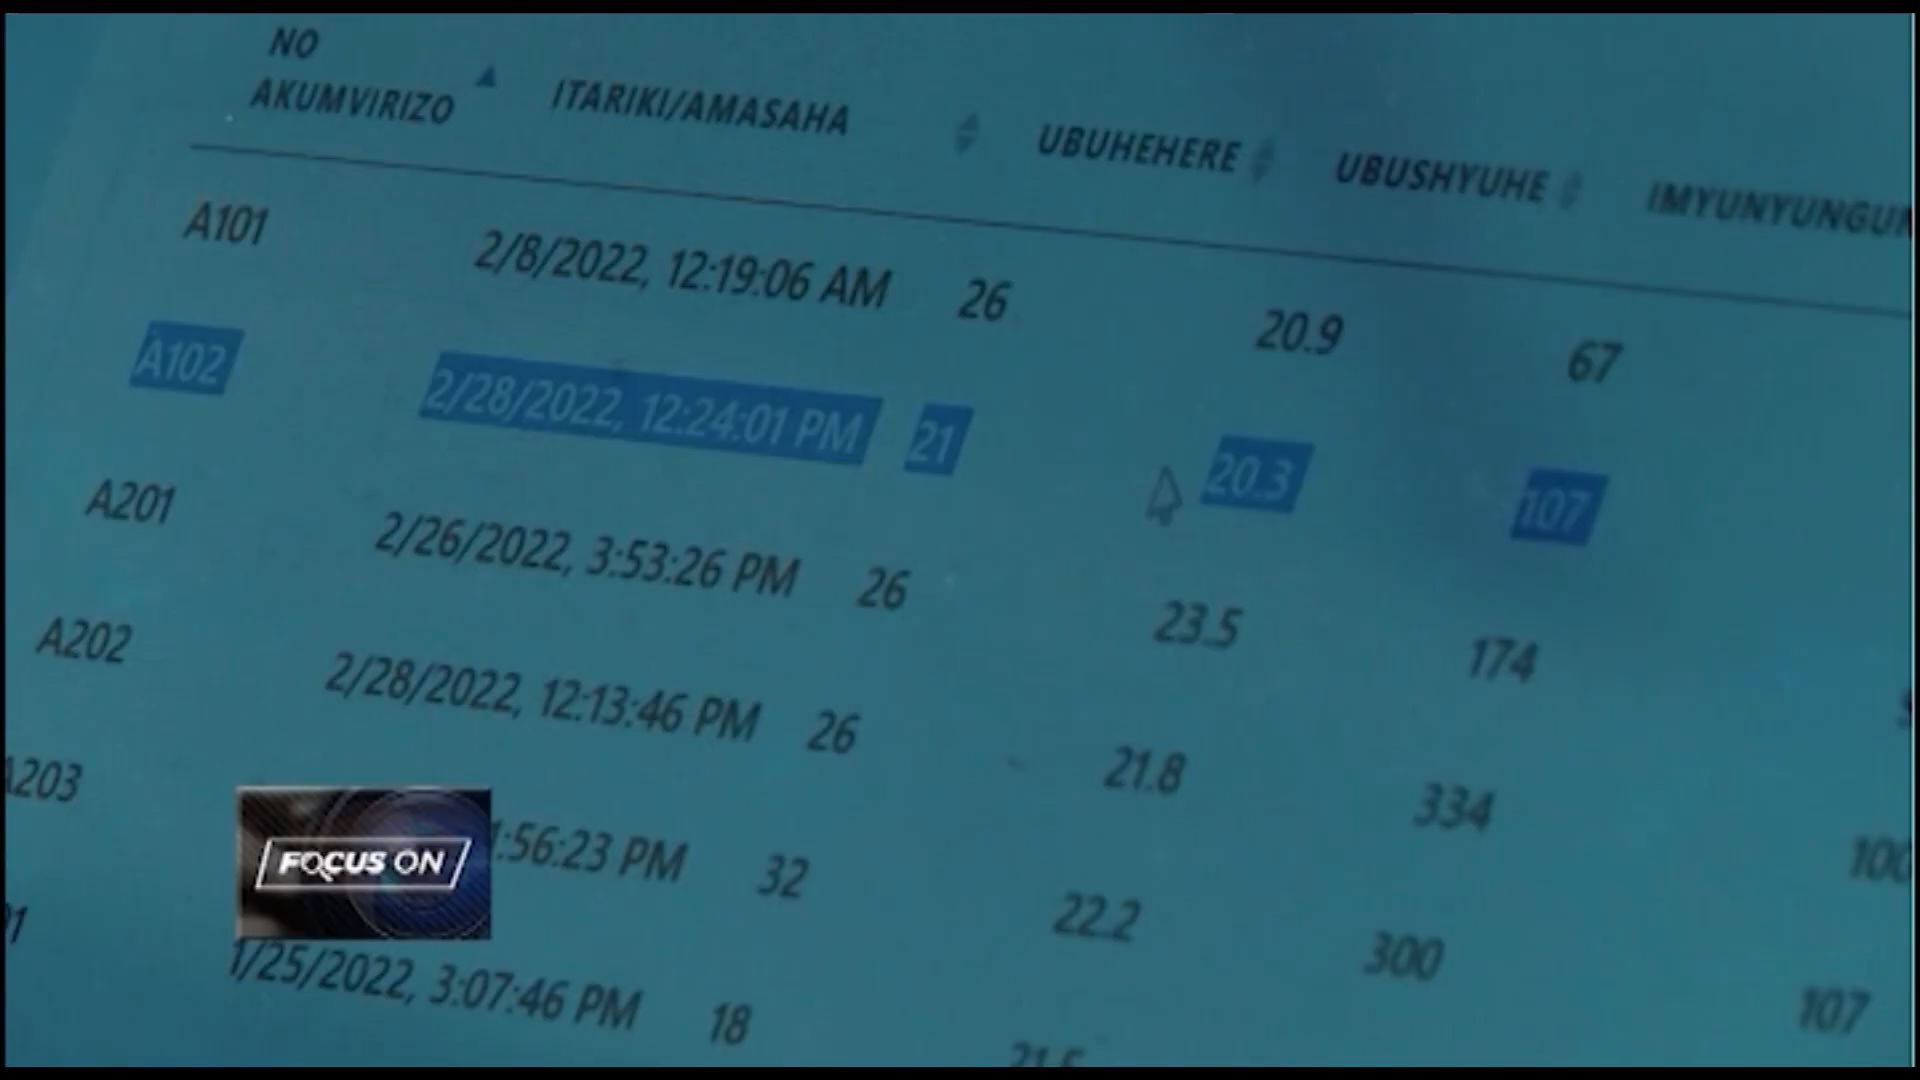 NO
AKUMVIRIZO ITARIKI/AMASAHA UBUHEHERE UBUSHYUHE
A101 2/8/2022, 12:19:06 AM 26 20.9 67
A102 2/28/2022, 12:24:01 PM 21 20.3 107
A201 2/26/2022, 3:53:26 PM 26 23.5 174
A202 2/28/2022, 12:13:46 PM 26 21.8 334 100
A203 1:56:23 PM 32 22.2 300 107
1/25/2022, 3:07:46 PM 18
FOCUS ON